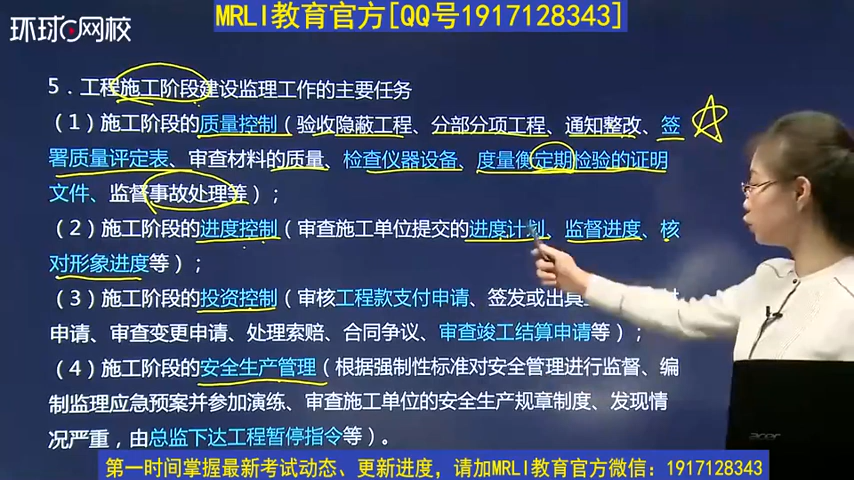 MRLI教育官方[QQ号1917128343]
环球网校
5．工程施工阶段建设监理工作的主要任务
（1）施工阶段的质量控制（验收隐蔽工程、分部分项工程、通知整改、签
署质量评定表、审查材料的质量、检查仪器设备、度量衡定期检验的证明
文件、监督事故处理等）；
（2）施工阶段的进度控制（审查施工单位提交的进度计划、监督进度、核
对形象进度等）；
（3）施工阶段的投资控制（审核工程款支付申请、签发或出具
申请、审查变更申请、处理索赔、合同争议、审查竣工结算申请等）；
（4）施工阶段的安全生产管理（根据强制性标准对安全管理进行监督、编
制监理应急预案并参加演练、审查施工单位的安全生产规章制度、发现情
况严重，由总监下达工程暂停指令等）。
acer
第一时间掌握最新考试动态、更新进度，请加MRLI教育官方微信：1917128343